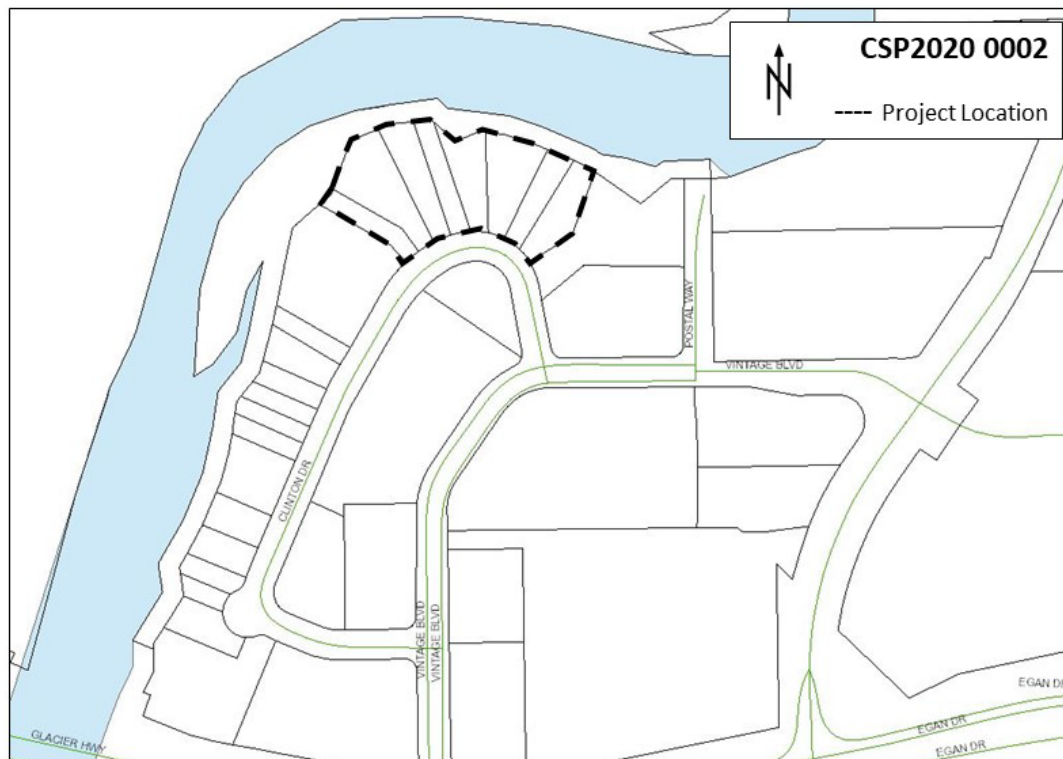 CSP2020 0002
N
---- Project Location
POSTAL WAY
VINTAGE BLVD
CLINTON DR
VINTAGE BLVD
VINTAGE BLVD
EGAN DR
EGAN DR
EGAN DR
GLACIER HWY